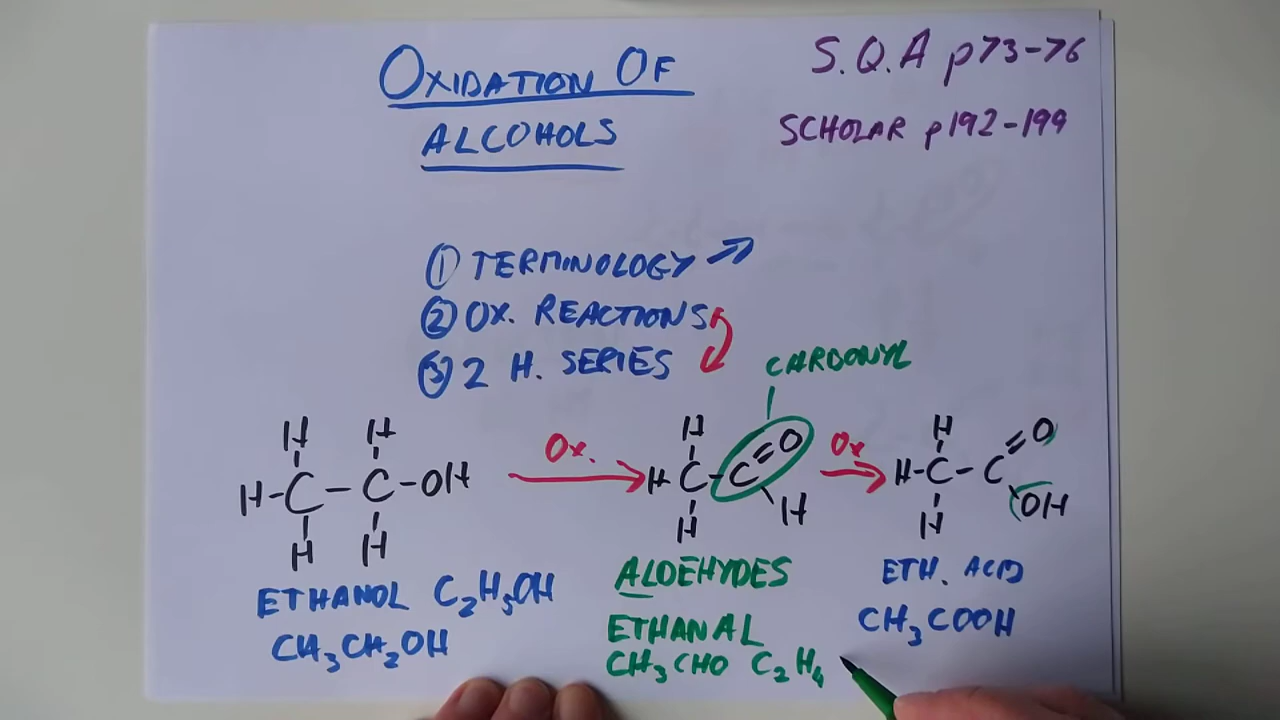 OXIDATION OF
ALCOHOLS
S.Q.A p73-76
SCHOLAR p192-199
① TERMINOLOGY →
② OX. REACTIONS
③ 2 H. SERIES
CARBONYL
H H
H-C-C-OH
H H
Ox.
H
H-C-C=O
H H
Ox
H
H-C-C=O
H OH
ETHANOL C₂H₅OH
CH₃CH₂OH
ALDEHYDES
ETHANAL
CH₃CHO C₂H₄
ETH. ACID
CH₃COOH